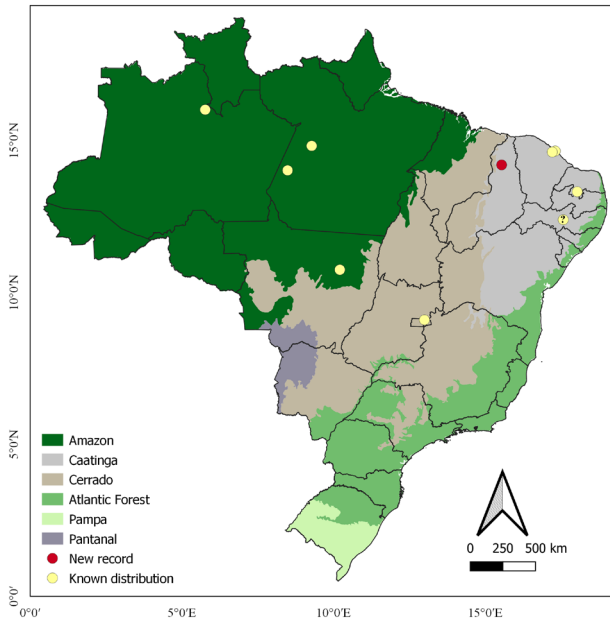 15°0'N
10°0'N
5°0'N
0°0'
?
Amazon
Caatinga
Cerrado
Atlantic Forest
Pampa
Pantanal
New record
Known distribution
0 250 500 km
0°0' 5°0'E 10°0'E 15°0'E